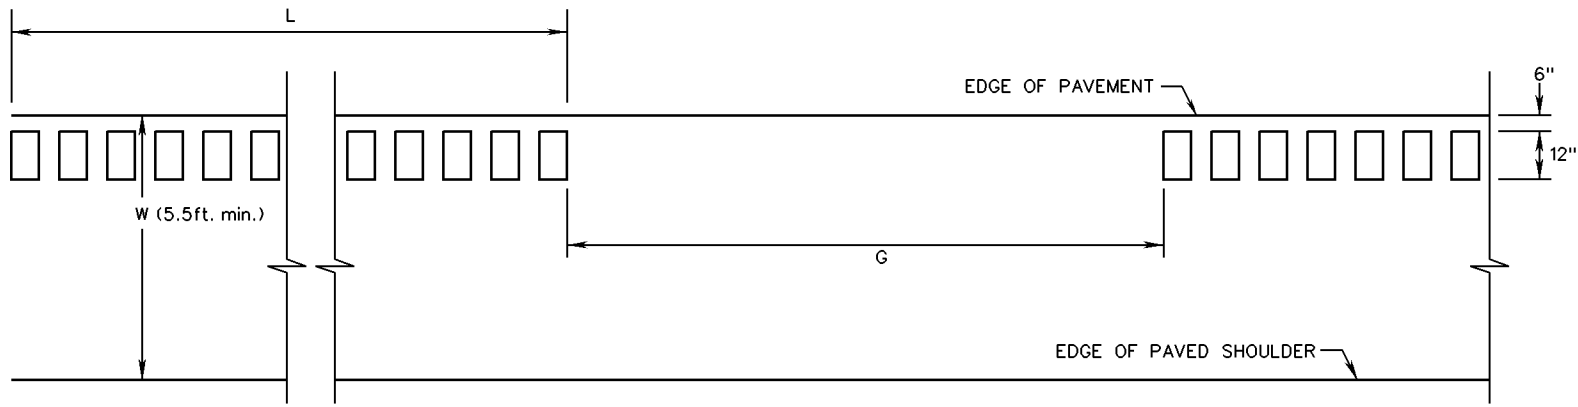 L
EDGE OF PAVEMENT
6"
12"
W (5.5ft. min.)
G
EDGE OF PAVED SHOULDER